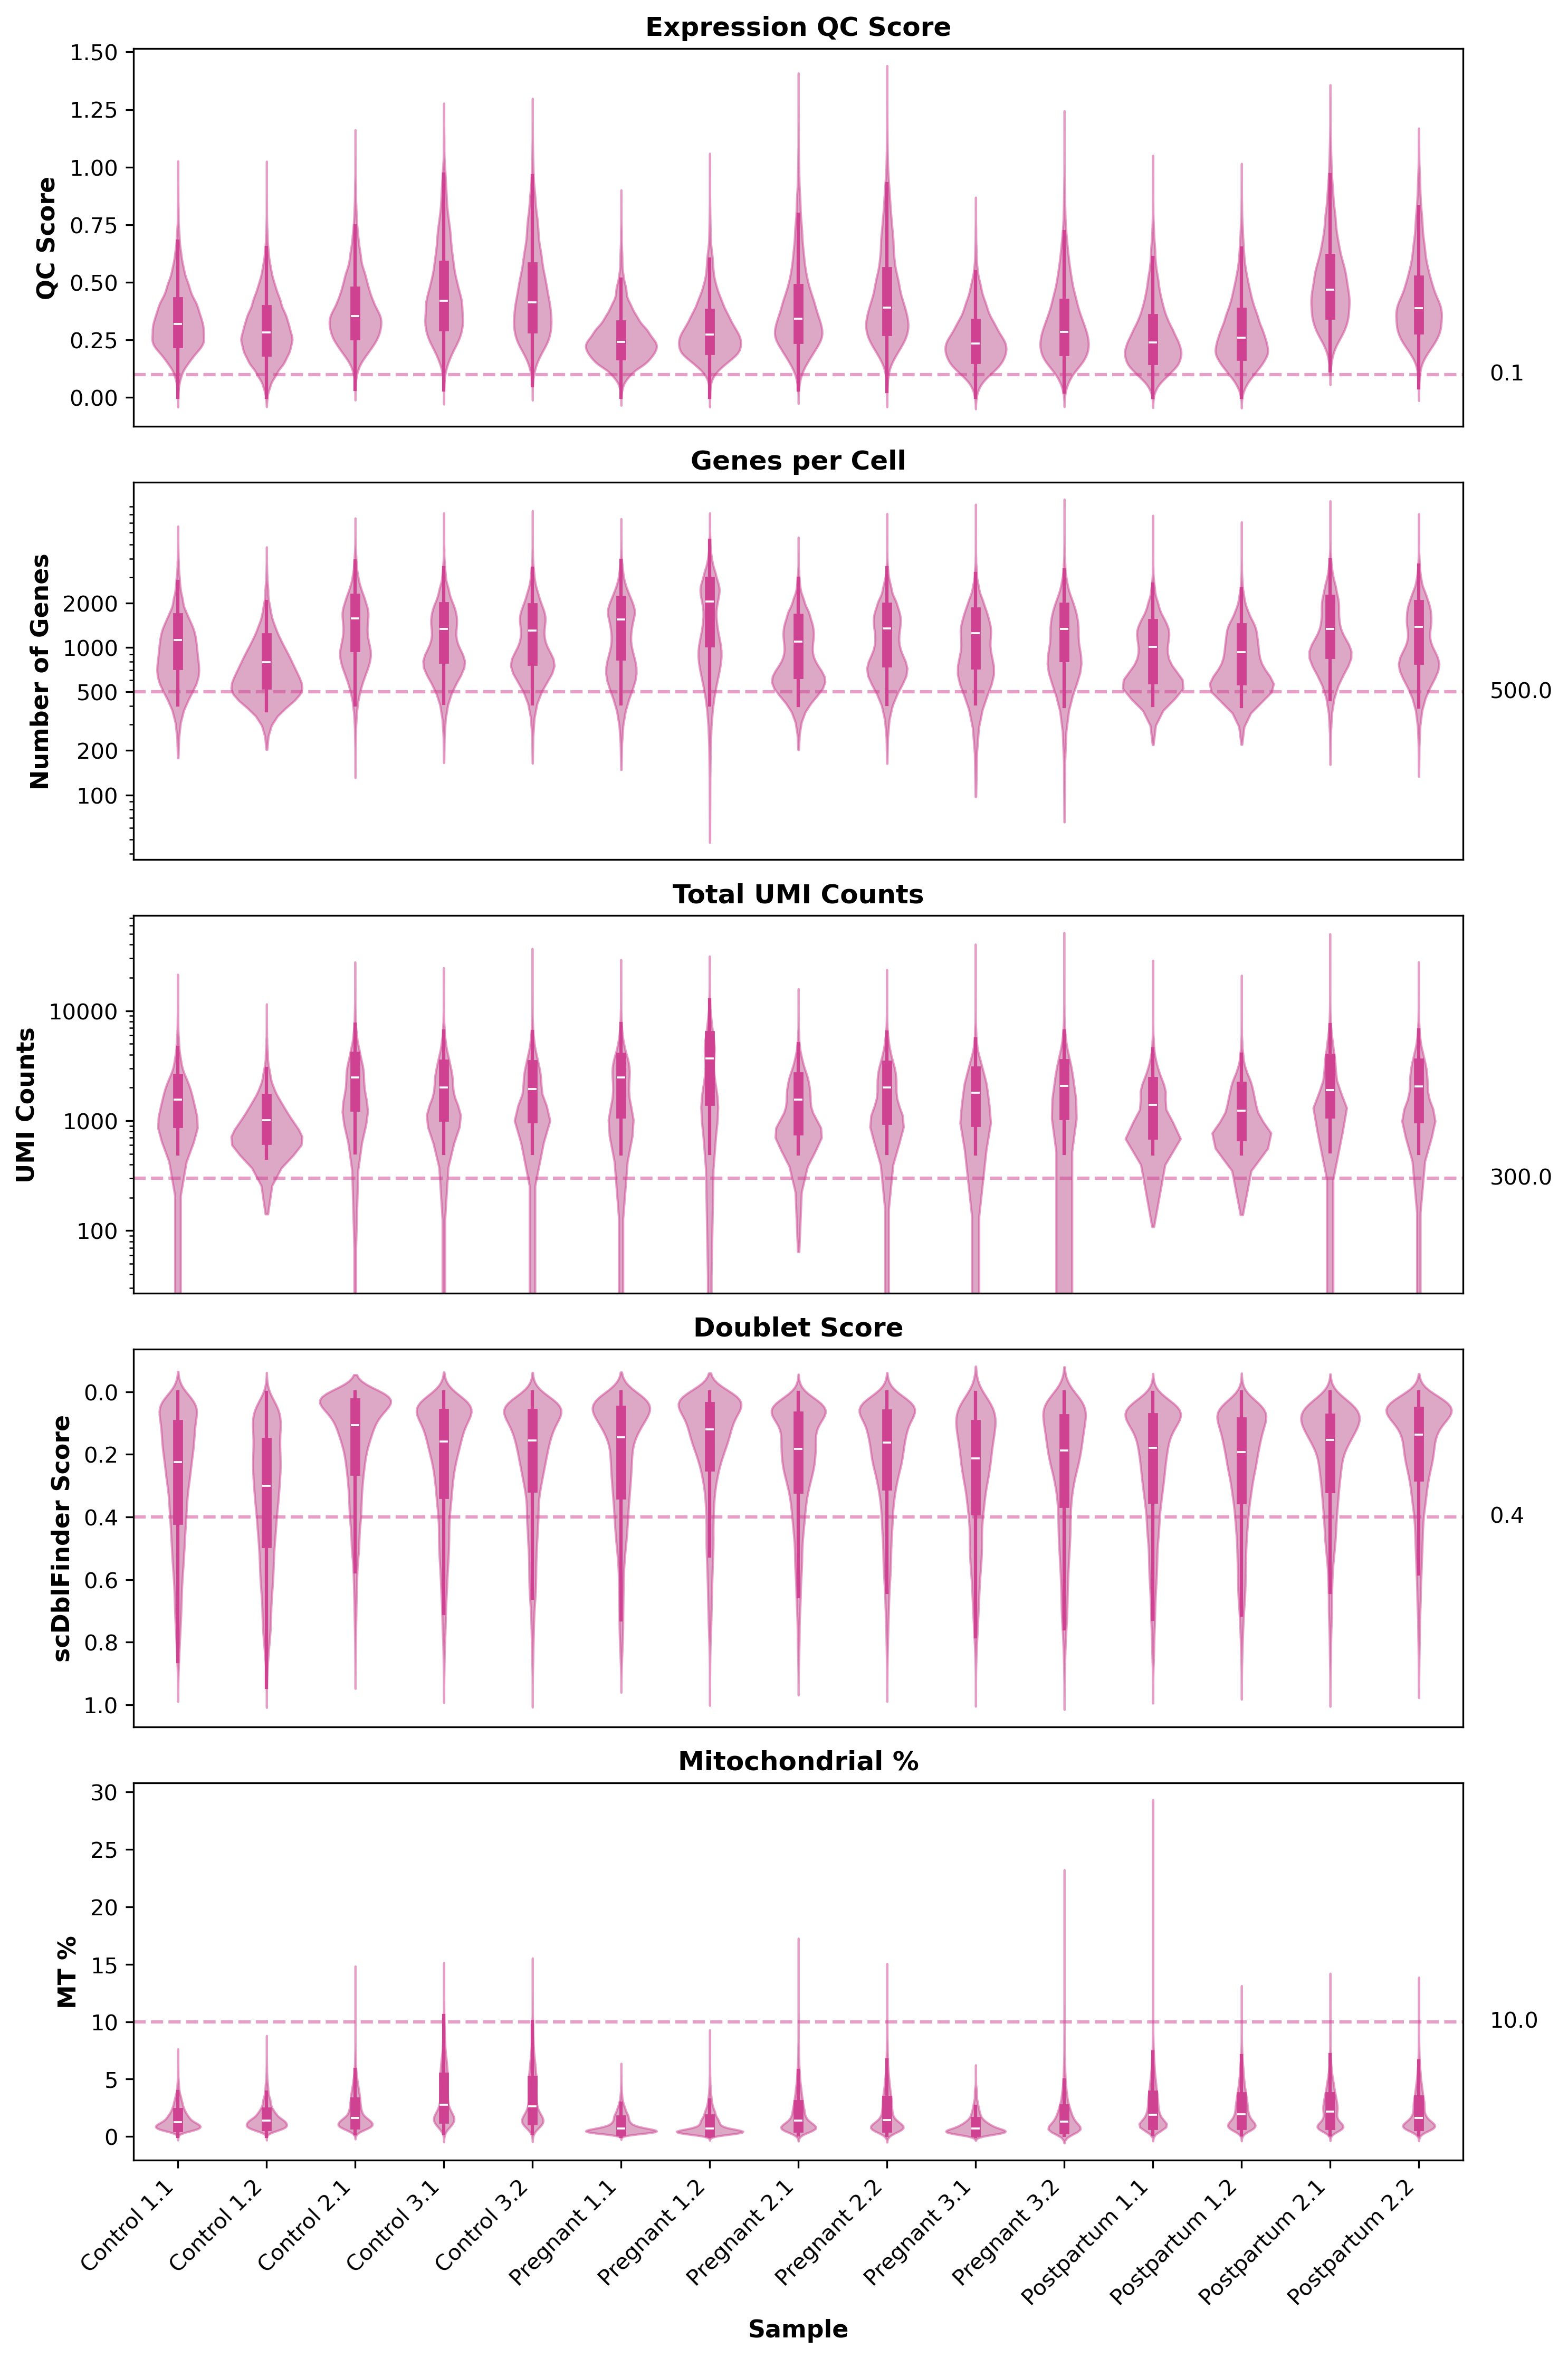 Expression QC Score
1.50
1.25
1.00
0.75
0.50
0.25
0.00
QC Score
0.1
Genes per Cell
2000
1000
500
200
100
Number of Genes
500.0
Total UMI Counts
10000
1000
100
UMI Counts
300.0
Doublet Score
0.0
0.2
0.4
0.6
0.8
1.0
scDblFinder Score
0.4
Mitochondrial %
30
25
20
15
10
5
0
MT %
10.0
Control 1.1
Control 1.2
Control 2.1
Control 3.1
Control 3.2
Pregnant 1.1
Pregnant 1.2
Pregnant 2.1
Pregnant 2.2
Pregnant 3.1
Pregnant 3.2
Postpartum 1.1
Postpartum 1.2
Postpartum 2.1
Postpartum 2.2
Sample